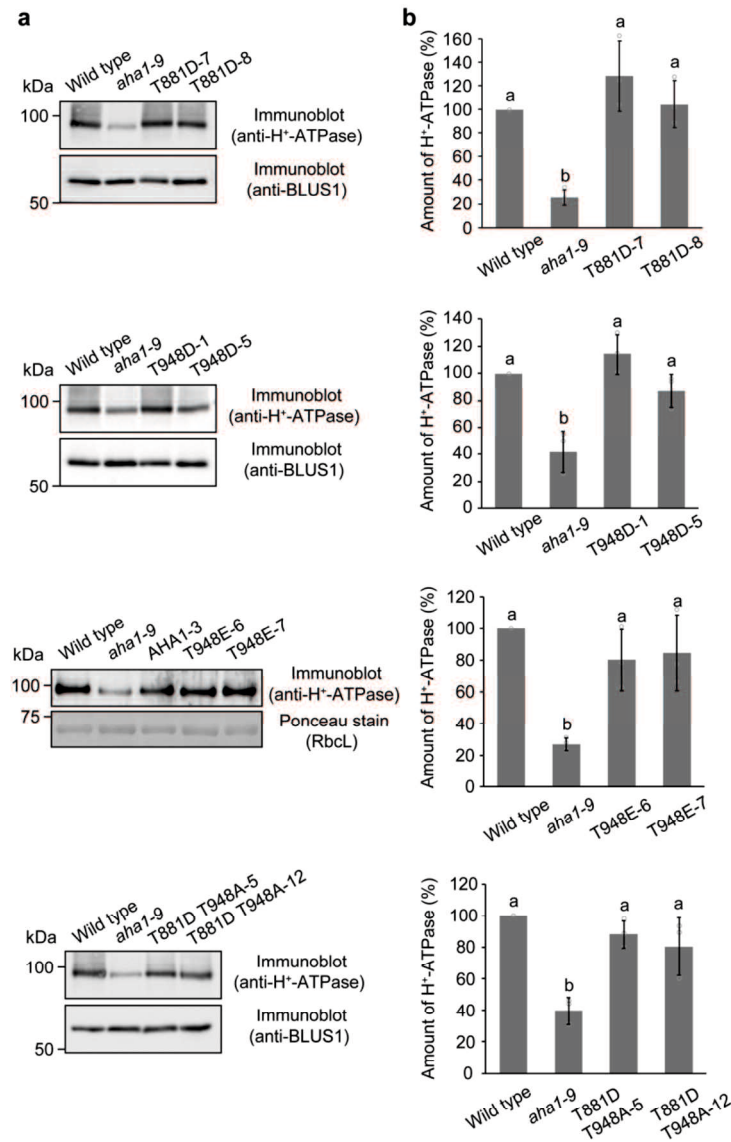 a
Wild type
aha1-9
T881D-7
T881D-8
kDa
100
50
Immunoblot
(anti-H⁺-ATPase)
Immunoblot
(anti-BLUS1)
b
Amount of H⁺-ATPase (%)
160
140
120
100
80
60
40
20
0
a
b
a
a
Wild type
aha1-9
T881D-7
T881D-8
Wild type
aha1-9
T948D-1
T948D-5
kDa
100
50
Immunoblot
(anti-H⁺-ATPase)
Immunoblot
(anti-BLUS1)
Amount of H⁺-ATPase (%)
140
120
100
80
60
40
20
0
a
b
a
a
Wild type
aha1-9
T948D-1
T948D-5
Wild type
aha1-9
AHA1-3
T948E-6
T948E-7
kDa
100
75
Immunoblot
(anti-H⁺-ATPase)
Ponceau stain
(RbcL)
Amount of H⁺-ATPase (%)
120
100
80
60
40
20
0
a
b
a
a
Wild type
aha1-9
T948E-6
T948E-7
Wild type
aha1-9
T881D T948A-5
T881D T948A-12
kDa
100
50
Immunoblot
(anti-H⁺-ATPase)
Immunoblot
(anti-BLUS1)
Amount of H⁺-ATPase (%)
120
100
80
60
40
20
0
a
b
a
a
Wild type
aha1-9
T881D
T948A-5
T881D
T948A-12